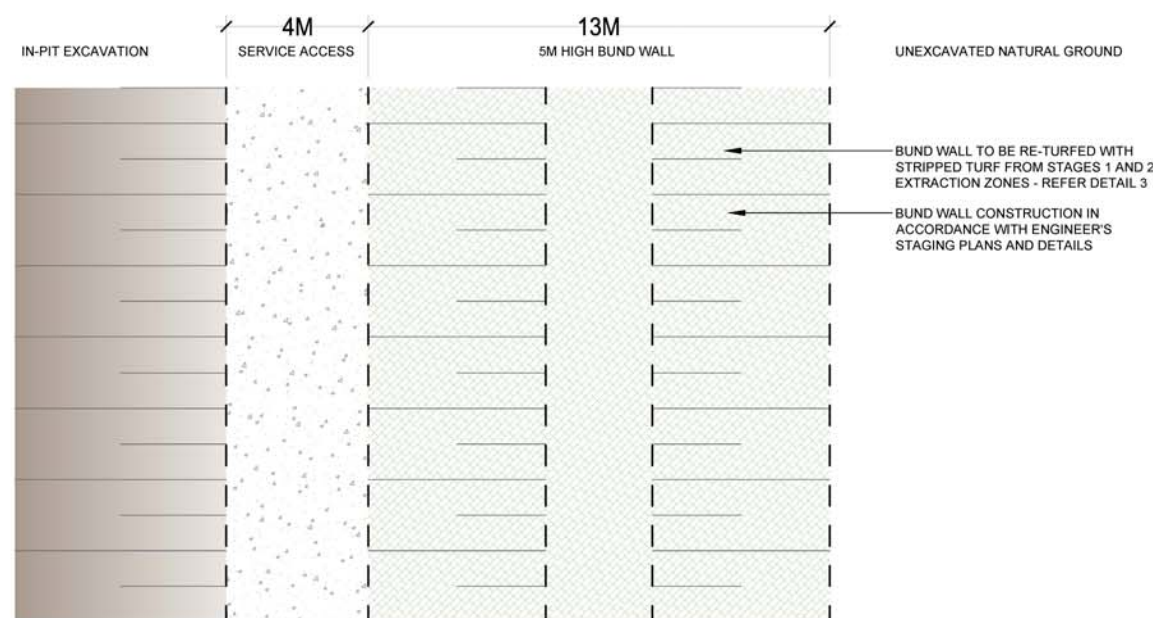 4M
13M
IN-PIT EXCAVATION
SERVICE ACCESS
5M HIGH BUND WALL
UNEXCAVATED NATURAL GROUND
BUND WALL TO BE RE-TURFED WITH
STRIPPED TURF FROM STAGES 1 AND 2
EXTRACTION ZONES - REFER DETAIL 3
BUND WALL CONSTRUCTION IN
ACCORDANCE WITH ENGINEER'S
STAGING PLANS AND DETAILS